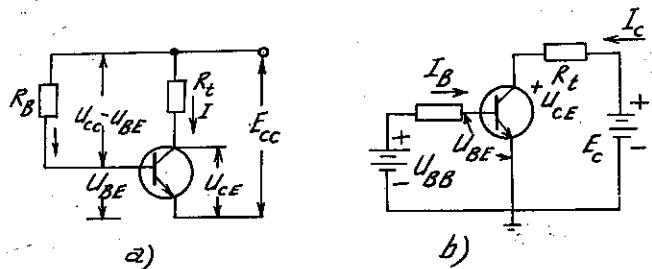 R_B
U_CC-U_BE
R_t
I
E_CC
U_BE
U_CE
a)
I_C
I_B
R_t
+
U_CE
+
U_BE
E_C
+
-
U_BB
-
b)